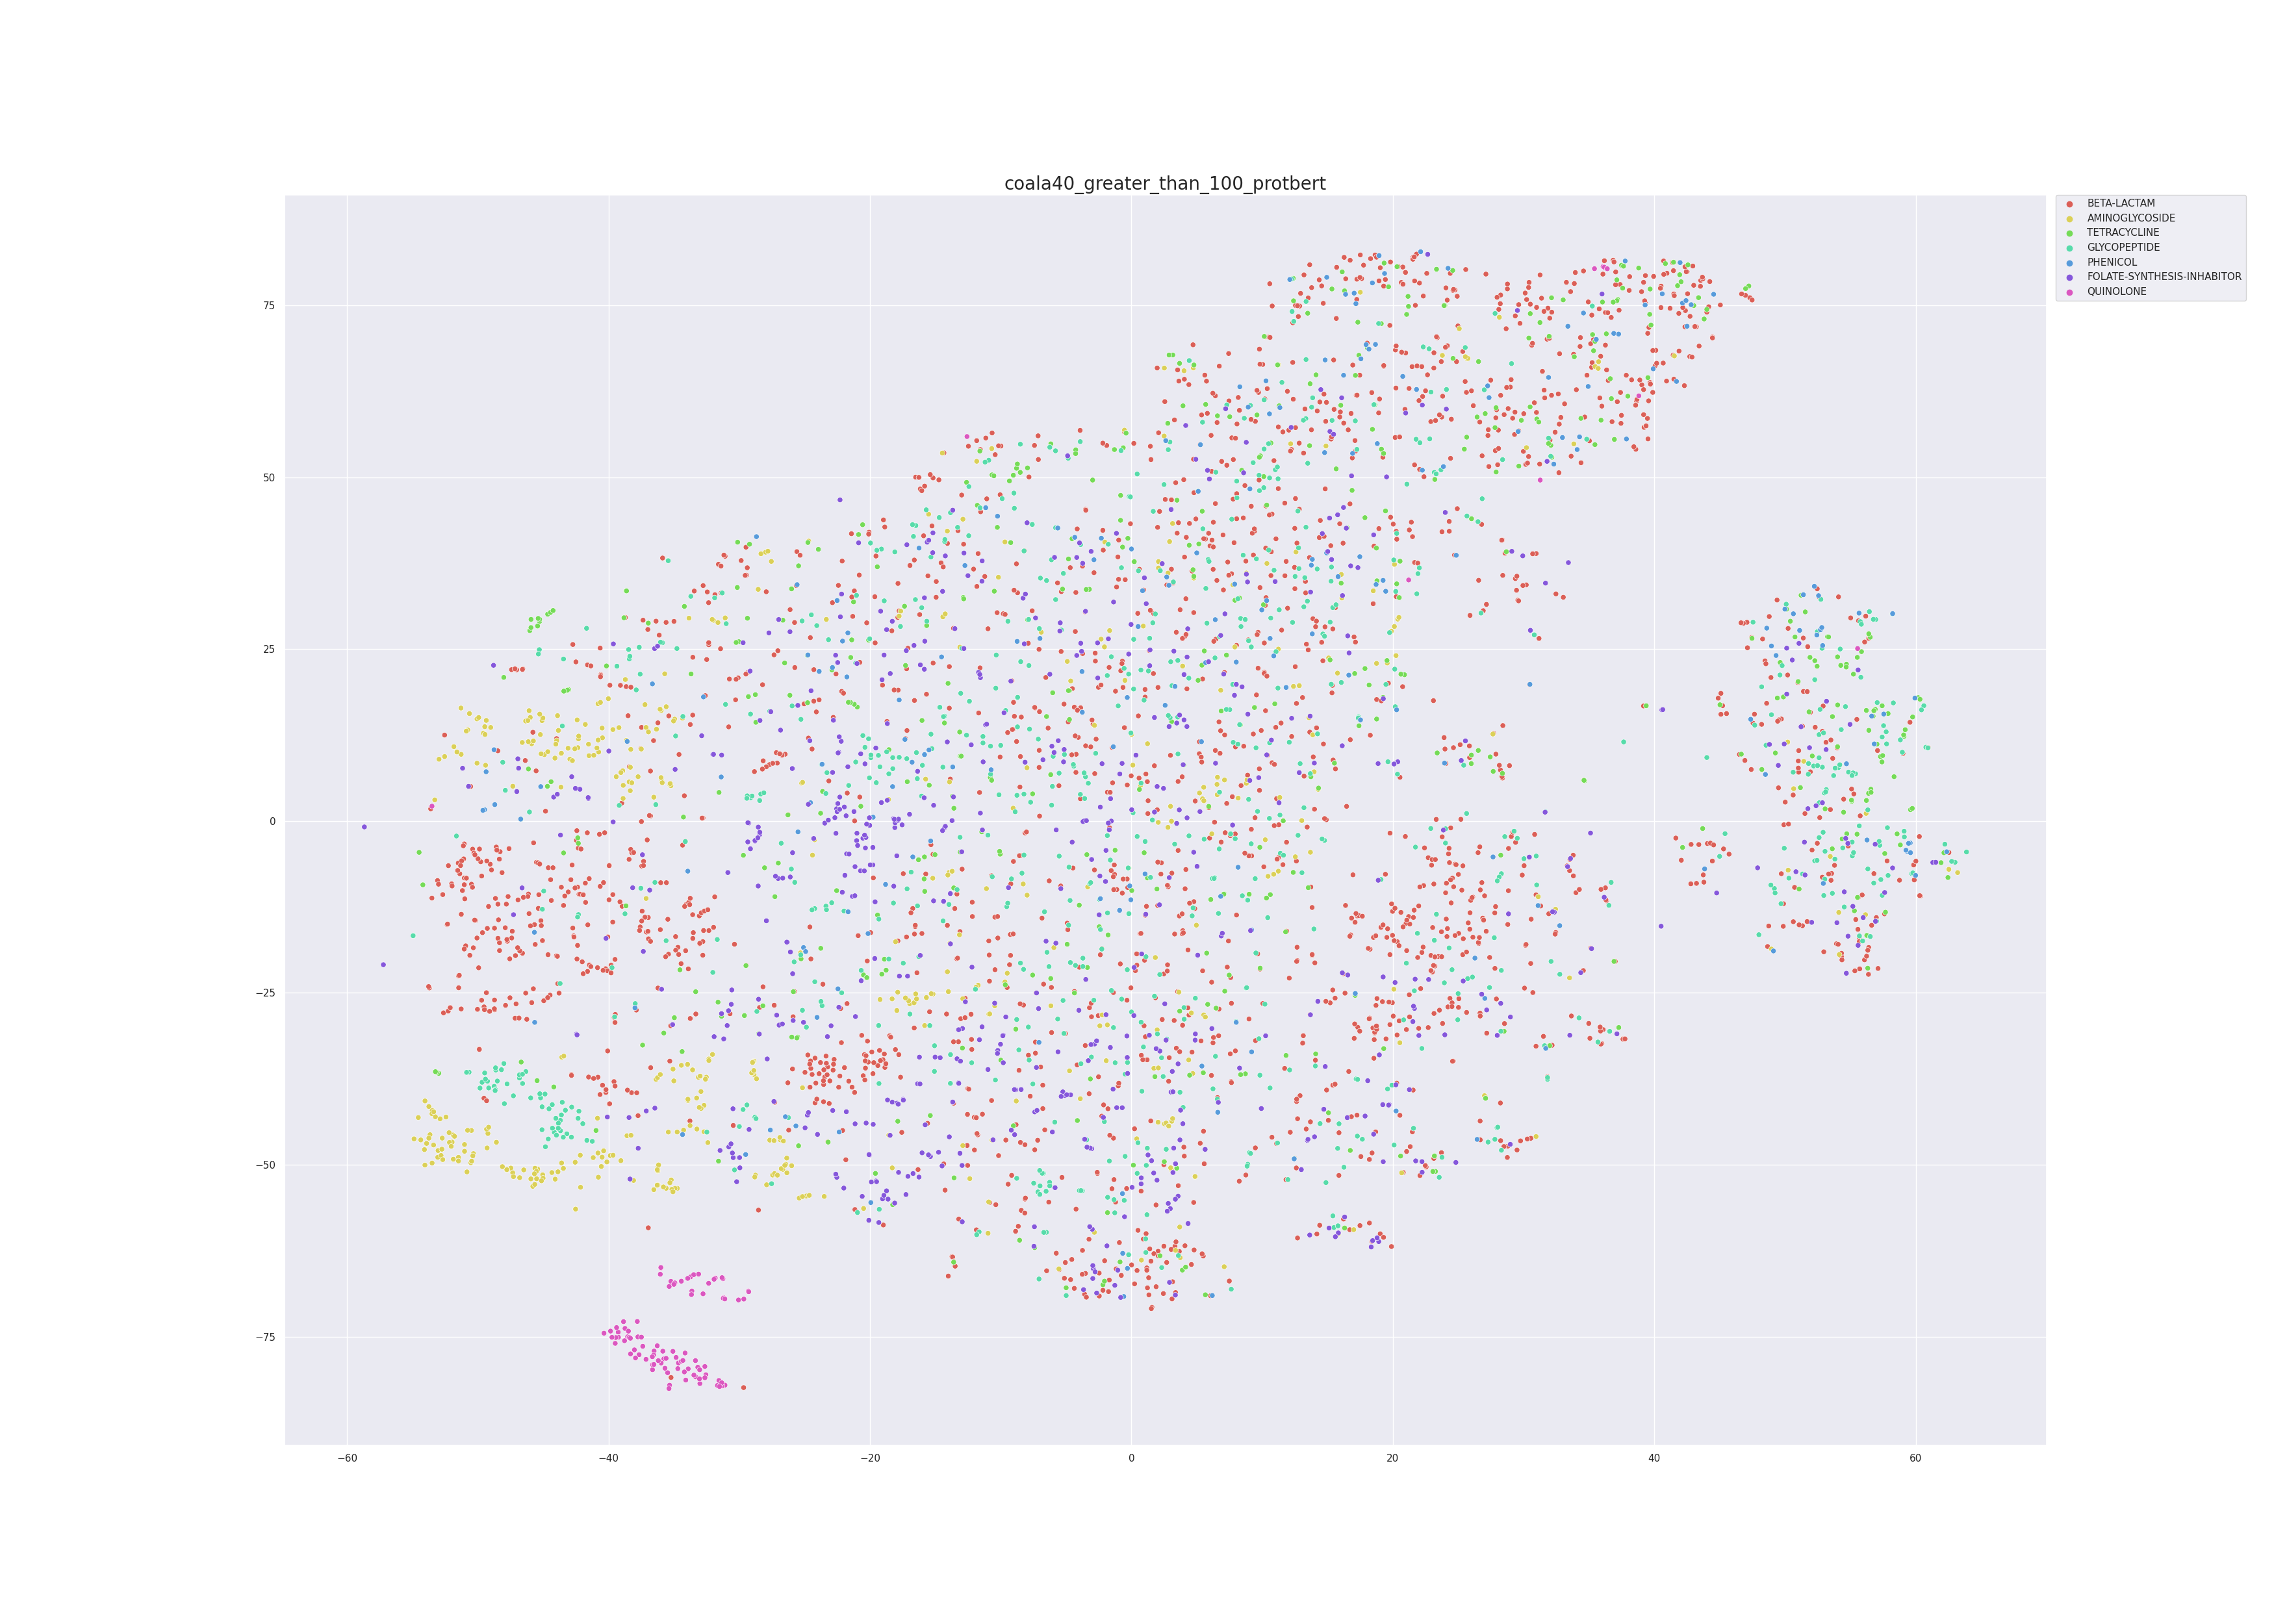 coala40_greater_than_100_protbert
BETA-LACTAM
AMINOGLYCOSIDE
TETRACYCLINE
GLYCOPEPTIDE
PHENICOL
FOLATE-SYNTHESIS-INHABITOR
QUINOLONE
75
50
25
0
−25
−50
−75
−60
−40
−20
0
20
40
60